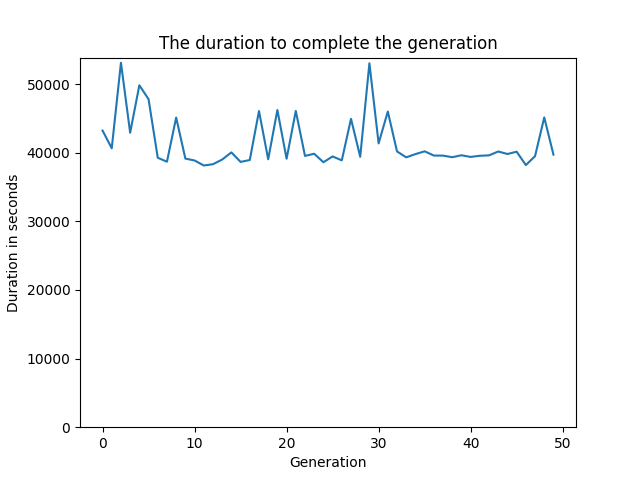 The duration to complete the generation
50000
40000
30000
20000
10000
0
Duration in seconds
0 10 20 30 40 50
Generation